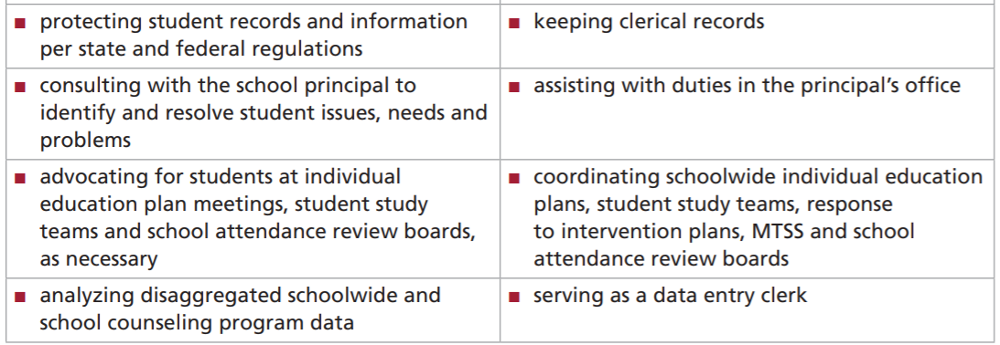 ■ protecting student records and information
per state and federal regulations
■ keeping clerical records
■ consulting with the school principal to
identify and resolve student issues, needs and
problems
■ assisting with duties in the principal’s office
■ advocating for students at individual
education plan meetings, student study
teams and school attendance review boards,
as necessary
■ coordinating schoolwide individual education
plans, student study teams, response
to intervention plans, MTSS and school
attendance review boards
■ analyzing disaggregated schoolwide and
school counseling program data
■ serving as a data entry clerk